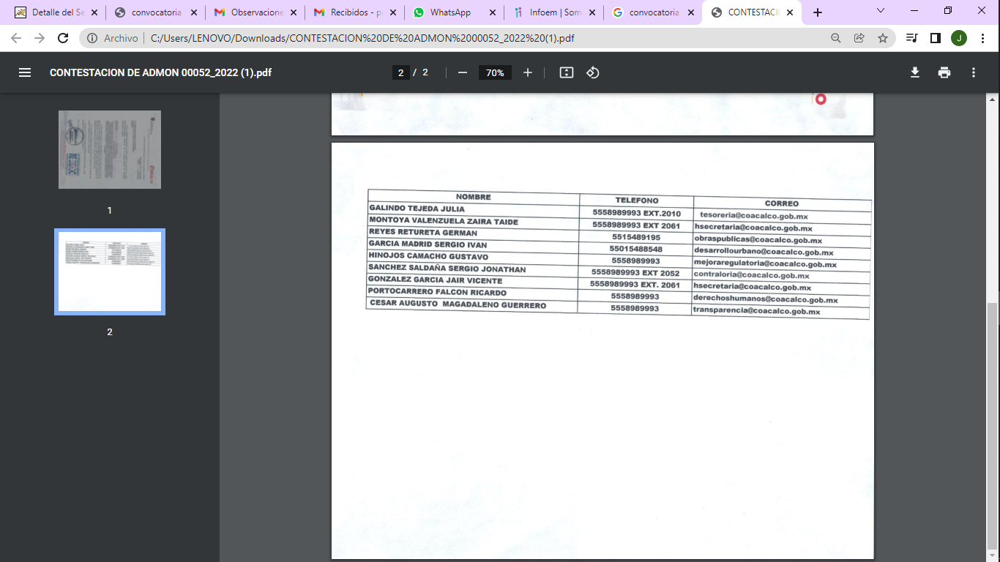 Detalle del Se
convocatoria
Observacione
Recibidos - p
WhatsApp
Infoem | Som
convocatoria
CONTESTACI
Archivo | C:/Users/LENOVO/Downloads/CONTESTACION%20DE%20ADMON%2000052_2022%20(1).pdf
J
CONTESTACION DE ADMON 00052_2022 (1).pdf
2 / 2
70%
1
2
NOMBRE TELEFONO CORREO
GALINDO TEJEDA JULIA 5558989993 EXT.2010 tesoreria@coacalco.gob.mx
MONTOYA VALENZUELA ZAIRA TAIDE 5558989993 EXT 2061 hsecretaria@coacalco.gob.mx
REYES RETURETA GERMAN 5515489195 obraspublicas@coacalco.gob.mx
GARCIA MADRID SERGIO IVAN 55015488548 desarrollourbano@coacalco.gob.mx
HINOJOS CAMACHO GUSTAVO 5558989993 mejoraregulatoria@coacalco.gob.mx
SANCHEZ SALDAÑA SERGIO JONATHAN 5558989993 EXT 2052 contraloria@coacalco.gob.mx
GONZALEZ GARCIA JAIR VICENTE 5558989993 EXT. 2061 hsecretaria@coacalco.gob.mx
PORTOCARRERO FALCON RICARDO 5558989993 derechoshumanos@coacalco.gob.mx
CESAR AUGUSTO MAGADALENO GUERRERO 5558989993 transparencia@coacalco.gob.mx